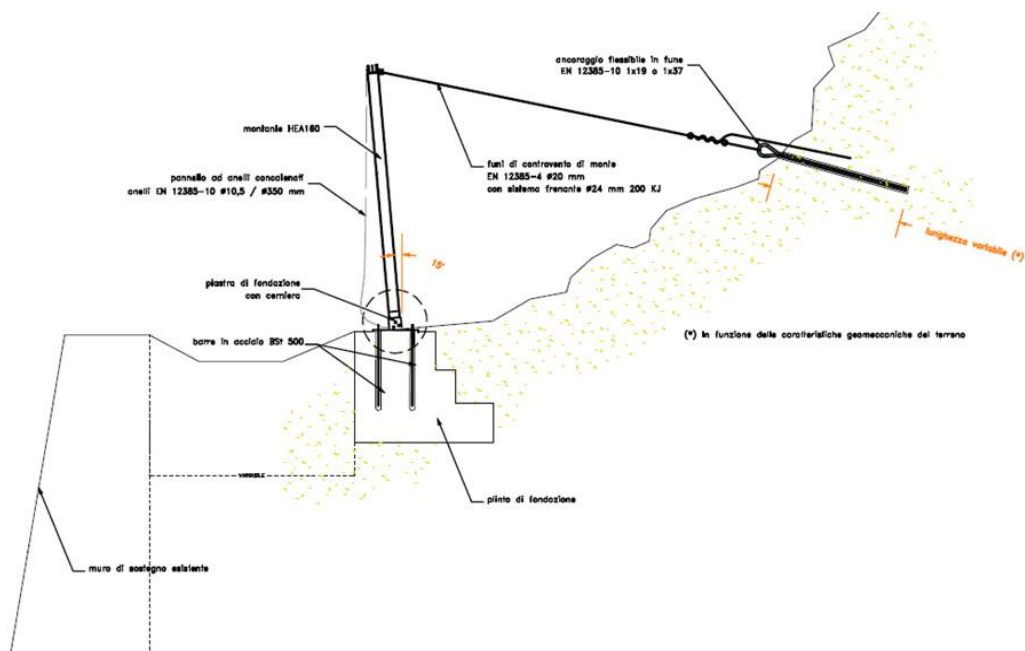 ancoraggio flessibile in fune
EN 12385-10 1x19 o 1x37
montante HEA160
funi di controvento di monte
EN 12385-4 Ø20 mm
con sistema frenante Ø24 mm 200 KJ
pannello ad anelli concatenati
anelli EN 12385-10 Ø10,5 / Ø350 mm
lunghezza variabile (*)
15°
piastra di fondazione
con cerniera
(*) In funzione delle caratteristiche geomeccaniche del terreno
barre in acciaio BSt 500
VARIABILE
plinto di fondazione
muro di sostegno esistente